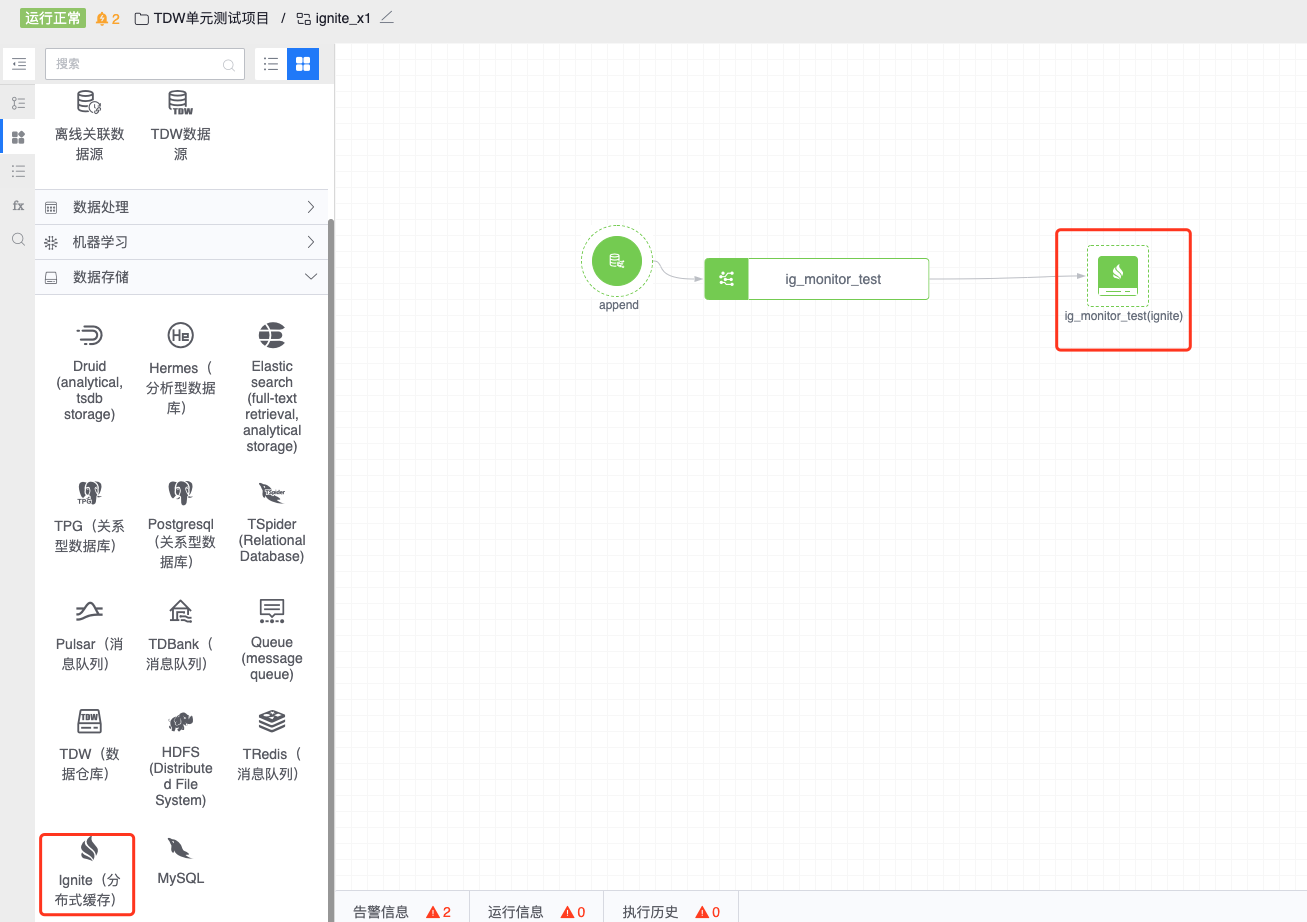 运行正常 2 TDW单元测试项目 / ignite_x1
搜索
离线关联数
据源
TDW数据
源
fx
数据处理
机器学习
数据存储
Druid
(analytical,
tsdb
storage)
He
Hermes（
分析型数据
库）
Elastic
search
(full-text
retrieval,
analytical
storage)
TPG
TPG（关系
型数据库）
Postgresql
（关系型数
据库）
TSpider
TSpider
(Relational
Database)
Pulsar（消
息队列）
TDBank（
消息队列）
Queue
(message
queue)
TDW
TDW（数
据仓库）
HDFS
(Distribute
d File
System)
TRedis（
消息队列）
Ignite（分
布式缓存）
MySQL
append
ig_monitor_test
ig_monitor_test(ignite)
告警信息 2 运行信息 0 执行历史 0